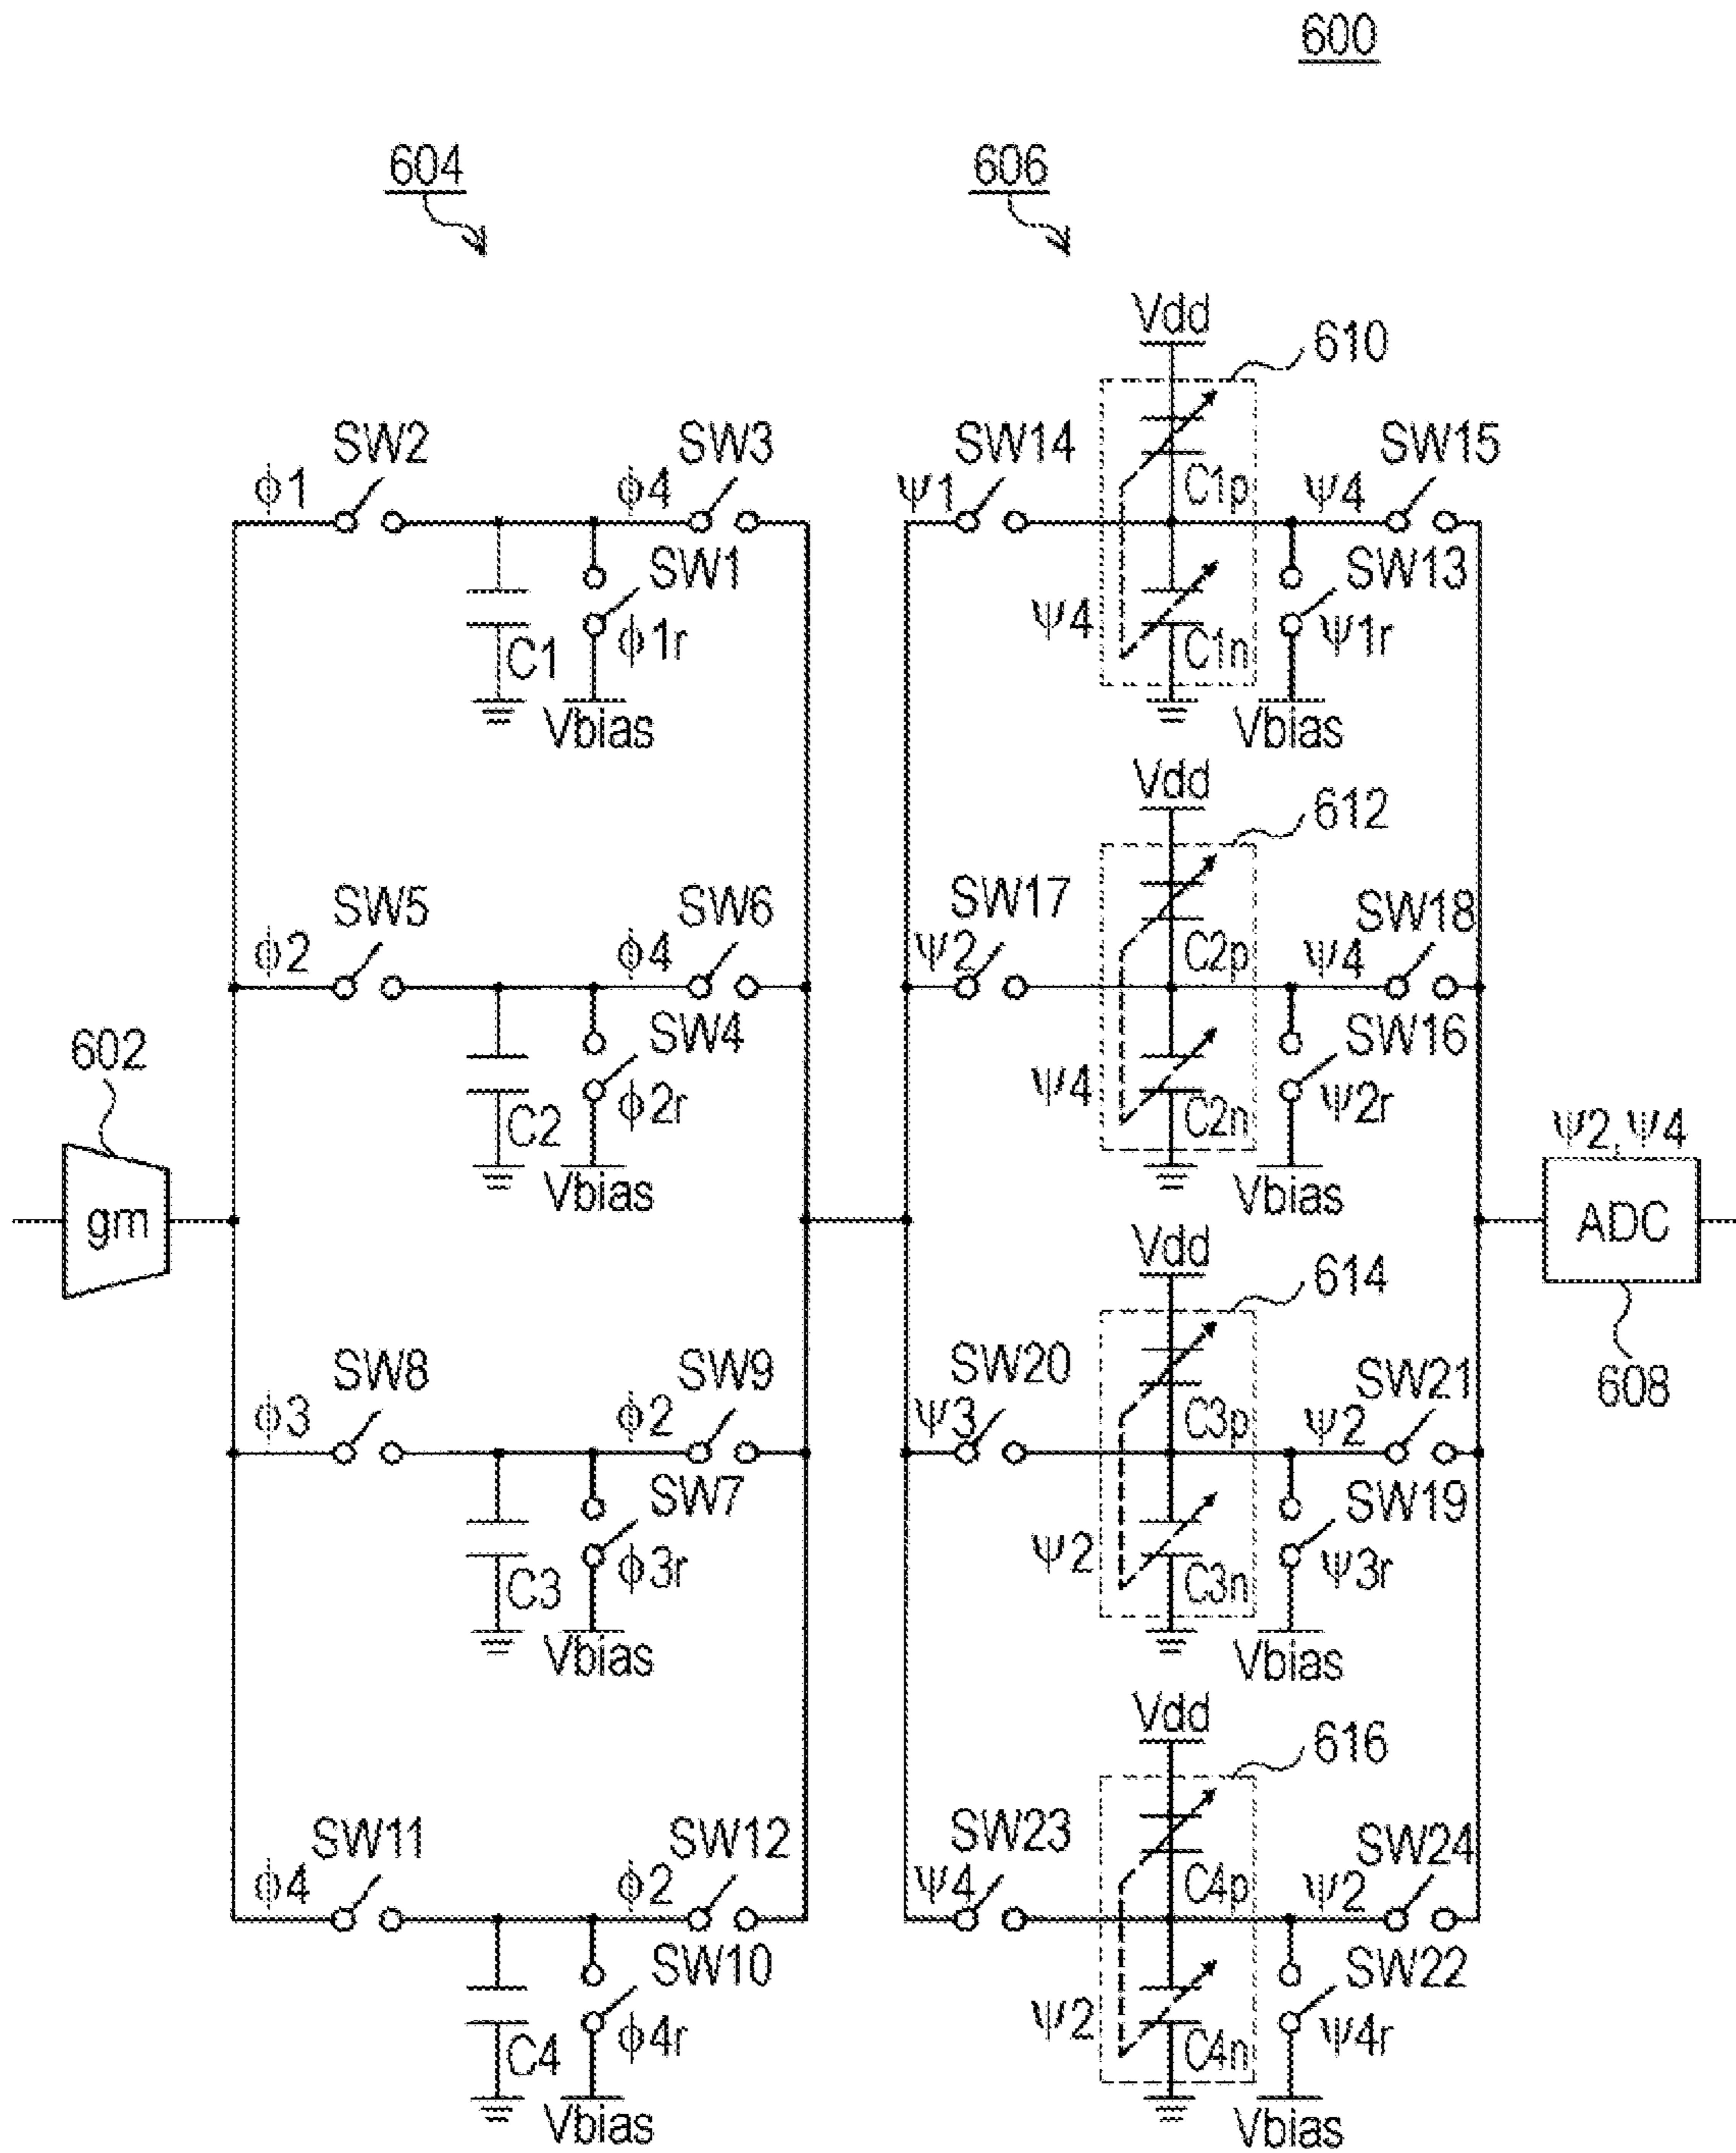 600
604
606
Vdd
610
SW2
SW3
SW14
SW15
ϕ1
ϕ4
ψ1
C1p
ψ4
SW1
SW13
C1
ϕ1r
ψ4
C1n
ψ1r
Vbias
Vbias
Vdd
612
SW5
SW6
SW17
SW18
ϕ2
ϕ4
ψ2
C2p
ψ4
SW4
SW16
602
C2
ϕ2r
ψ4
C2n
ψ2r
ψ2, ψ4
Vbias
Vbias
gm
ADC
Vdd
614
608
SW8
SW9
SW20
SW21
ϕ3
ϕ2
ψ3
C3p
ψ2
SW7
SW19
C3
ϕ3r
ψ2
C3n
ψ3r
Vbias
Vbias
Vdd
616
SW11
SW12
SW23
SW24
ϕ4
ϕ2
ψ4
C4p
ψ2
SW10
SW22
C4
ϕ4r
ψ2
C4n
ψ4r
Vbias
Vbias